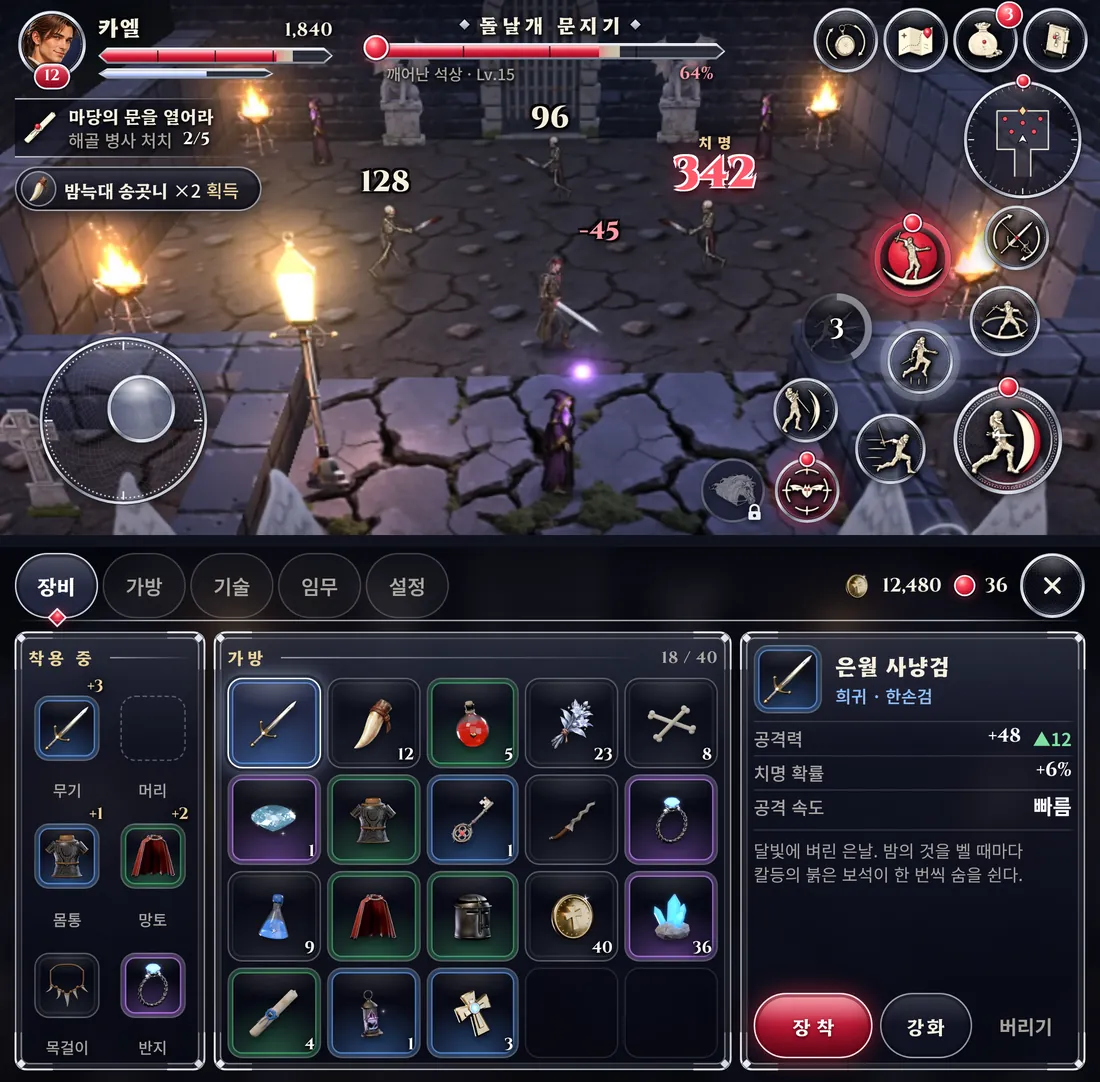 카엘
1,840
12
돌날개 문지기
깨어난 석상 · Lv.15
64%
3
마당의 문을 열어라
해골 병사 처치 2/5
밤늑대 송곳니 ×2 획득
96
128
치명
342
-45
3
장비
가방
기술
임무
설정
12,480
36
착용 중
+3
무기
머리
+1
+2
몸통
망토
목걸이
반지
가방
18 / 40
12
5
23
8
1
1
9
40
36
4
1
3
은월 사냥검
희귀 · 한손검
공격력 +48 ▲12
치명 확률 +6%
공격 속도 빠름
달빛에 벼린 은날. 밤의 것을 벨 때마다
칼등의 붉은 보석이 한 번씩 숨을 쉰다.
장착
강화
버리기